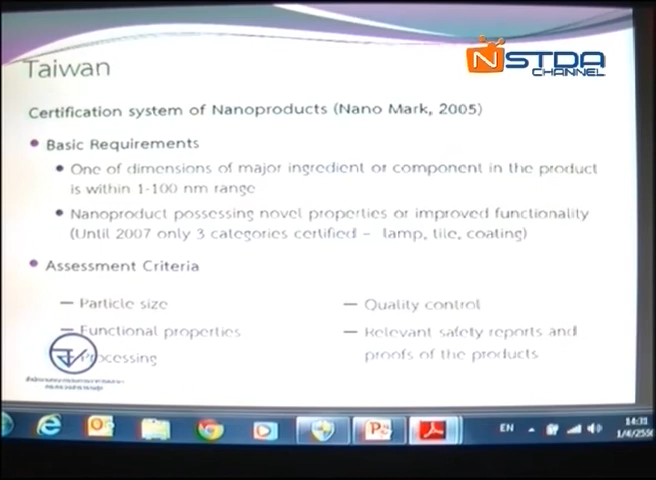 Taiwan
NSTDA
CHANNEL
Certification system of Nanoproducts (Nano Mark, 2005)
• Basic Requirements
• One of dimensions of major ingredient or component in the product
is within 1-100 nm range
• Nanoproduct possessing novel properties or improved functionality
(Until 2007 only 3 categories certified – lamp, tile, coating)
• Assessment Criteria
— Particle size
— Functional properties
— Processing
— Quality control
— Relevant safety reports and
proofs of the products
EN
14:31